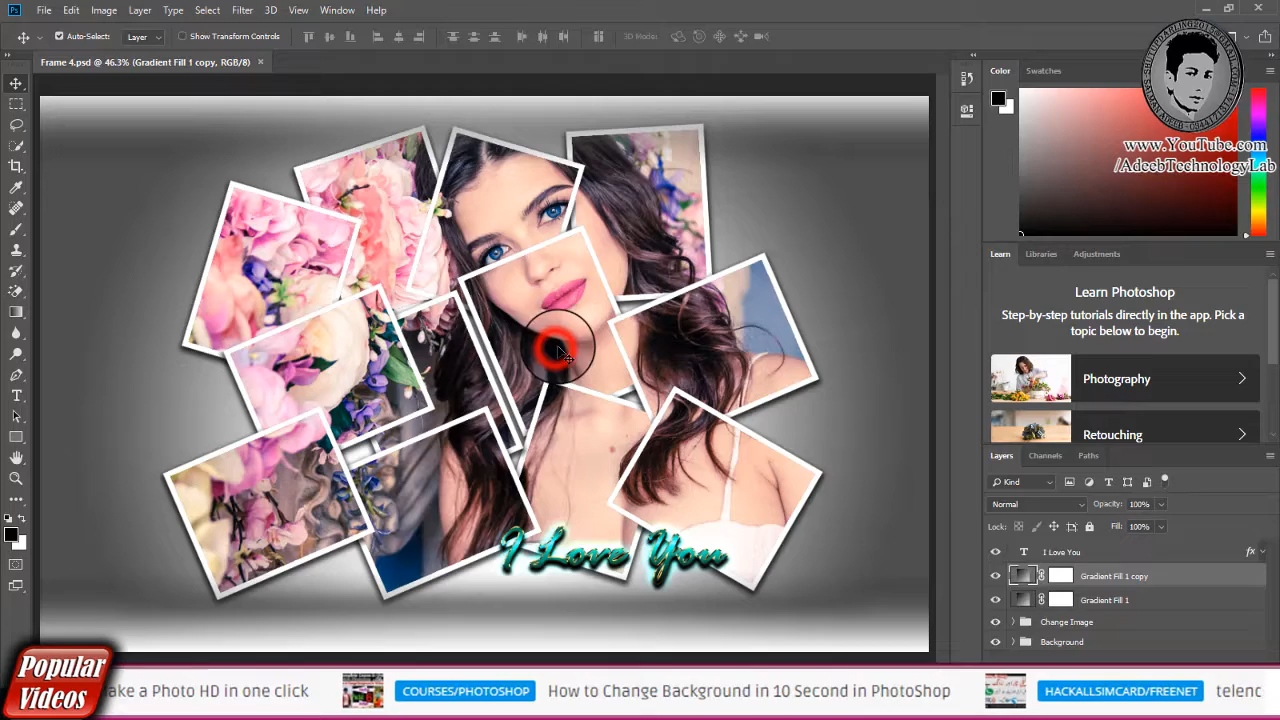 Ps File Edit Image Layer Type Select Filter 3D View Window Help
Auto-Select: Layer Show Transform Controls 3D Mode:
Frame 4.psd @ 46.3% (Gradient Fill 1 copy, RGB/8)
Color Swatches
www.YouTube.com
/AdeebTechnologyLab
Learn Libraries Adjustments
Learn Photoshop
Step-by-step tutorials directly in the app. Pick a
topic below to begin.
Photography
Retouching
Layers Channels Paths
Kind
Normal Opacity: 100%
Lock: Fill: 100%
I Love You fx
Gradient Fill 1 copy
Gradient Fill 1
Change Image
Background
I Love You
Popular
Videos
ake a Photo HD in one click COURSES/PHOTOSHOP How to Change Background in 10 Second in PhotoShop HACKALLSIMCARD/FREENET telenc